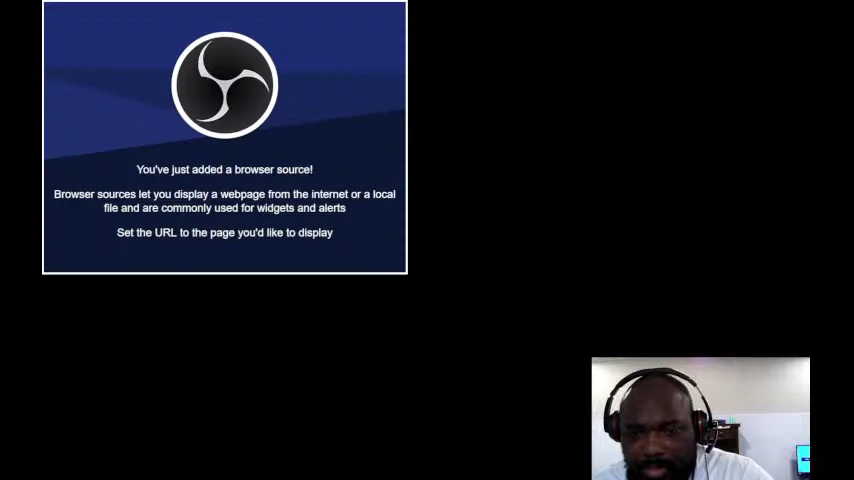 You've just added a browser source!
Browser sources let you display a webpage from the internet or a local
file and are commonly used for widgets and alerts
Set the URL to the page you'd like to display